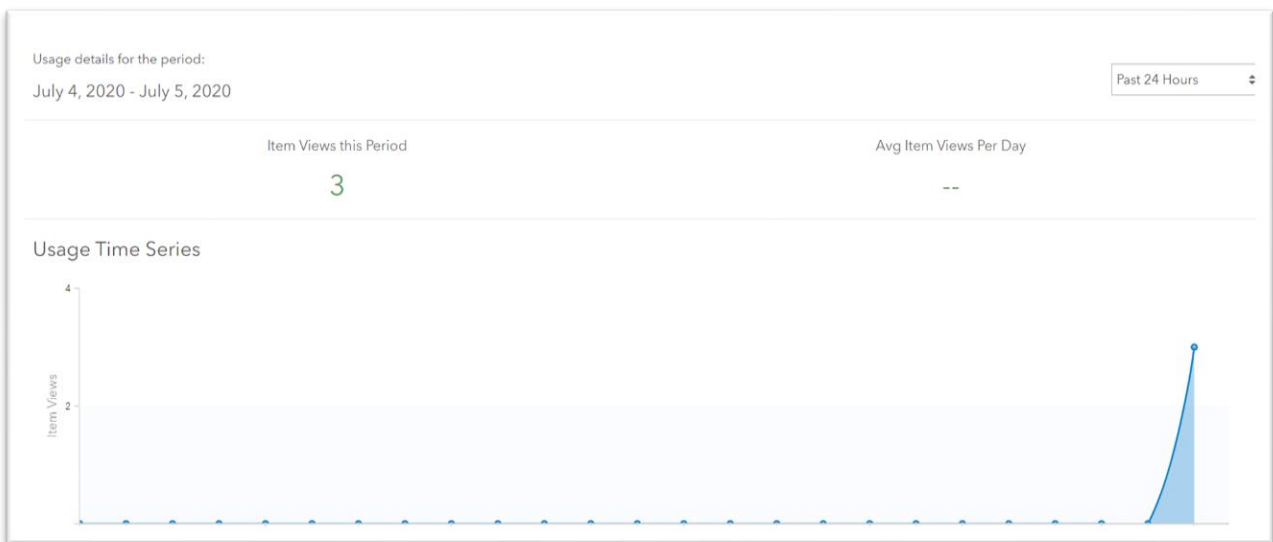 Usage details for the period:
July 4, 2020 - July 5, 2020
Past 24 Hours
Item Views this Period
Avg Item Views Per Day
3
--
Usage Time Series
4
Item Views
2